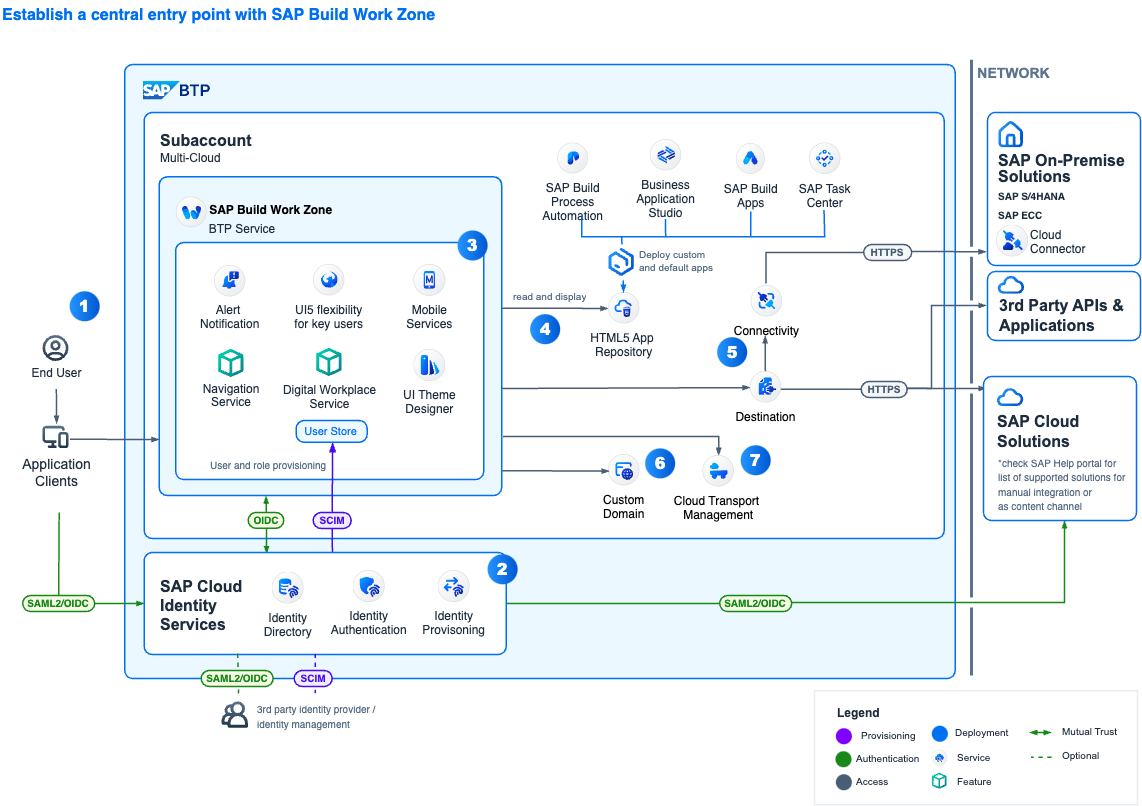 Establish a central entry point with SAP Build Work Zone
SAP BTP
NETWORK
Subaccount
Multi-Cloud
SAP Build Work Zone
BTP Service
3
Alert
Notification
UI5 flexibility
for key users
Mobile
Services
Navigation
Service
Digital Workplace
Service
UI Theme
Designer
User Store
User and role provisioning
1
End User
Application
Clients
SAP Build
Process
Automation
Business
Application
Studio
SAP Build
Apps
SAP Task
Center
Deploy custom
and default apps
read and display
4
HTML5 App
Repository
Connectivity
5
Destination
HTTPS
HTTPS
6
Custom
Domain
7
Cloud Transport
Management
SAP On-Premise
Solutions
SAP S/4HANA
SAP ECC
Cloud
Connector
3rd Party APIs &
Applications
SAP Cloud
Solutions
*check SAP Help portal for
list of supported solutions for
manual integration or
as content channel
OIDC
SCIM
2
SAP Cloud
Identity
Services
Identity
Directory
Identity
Authentication
Identity
Provisoning
SAML2/OIDC
SAML2/OIDC
SAML2/OIDC
SCIM
3rd party identity provider /
identity management
Legend
Provisioning
Deployment
Mutual Trust
Authentication
Service
Optional
Access
Feature